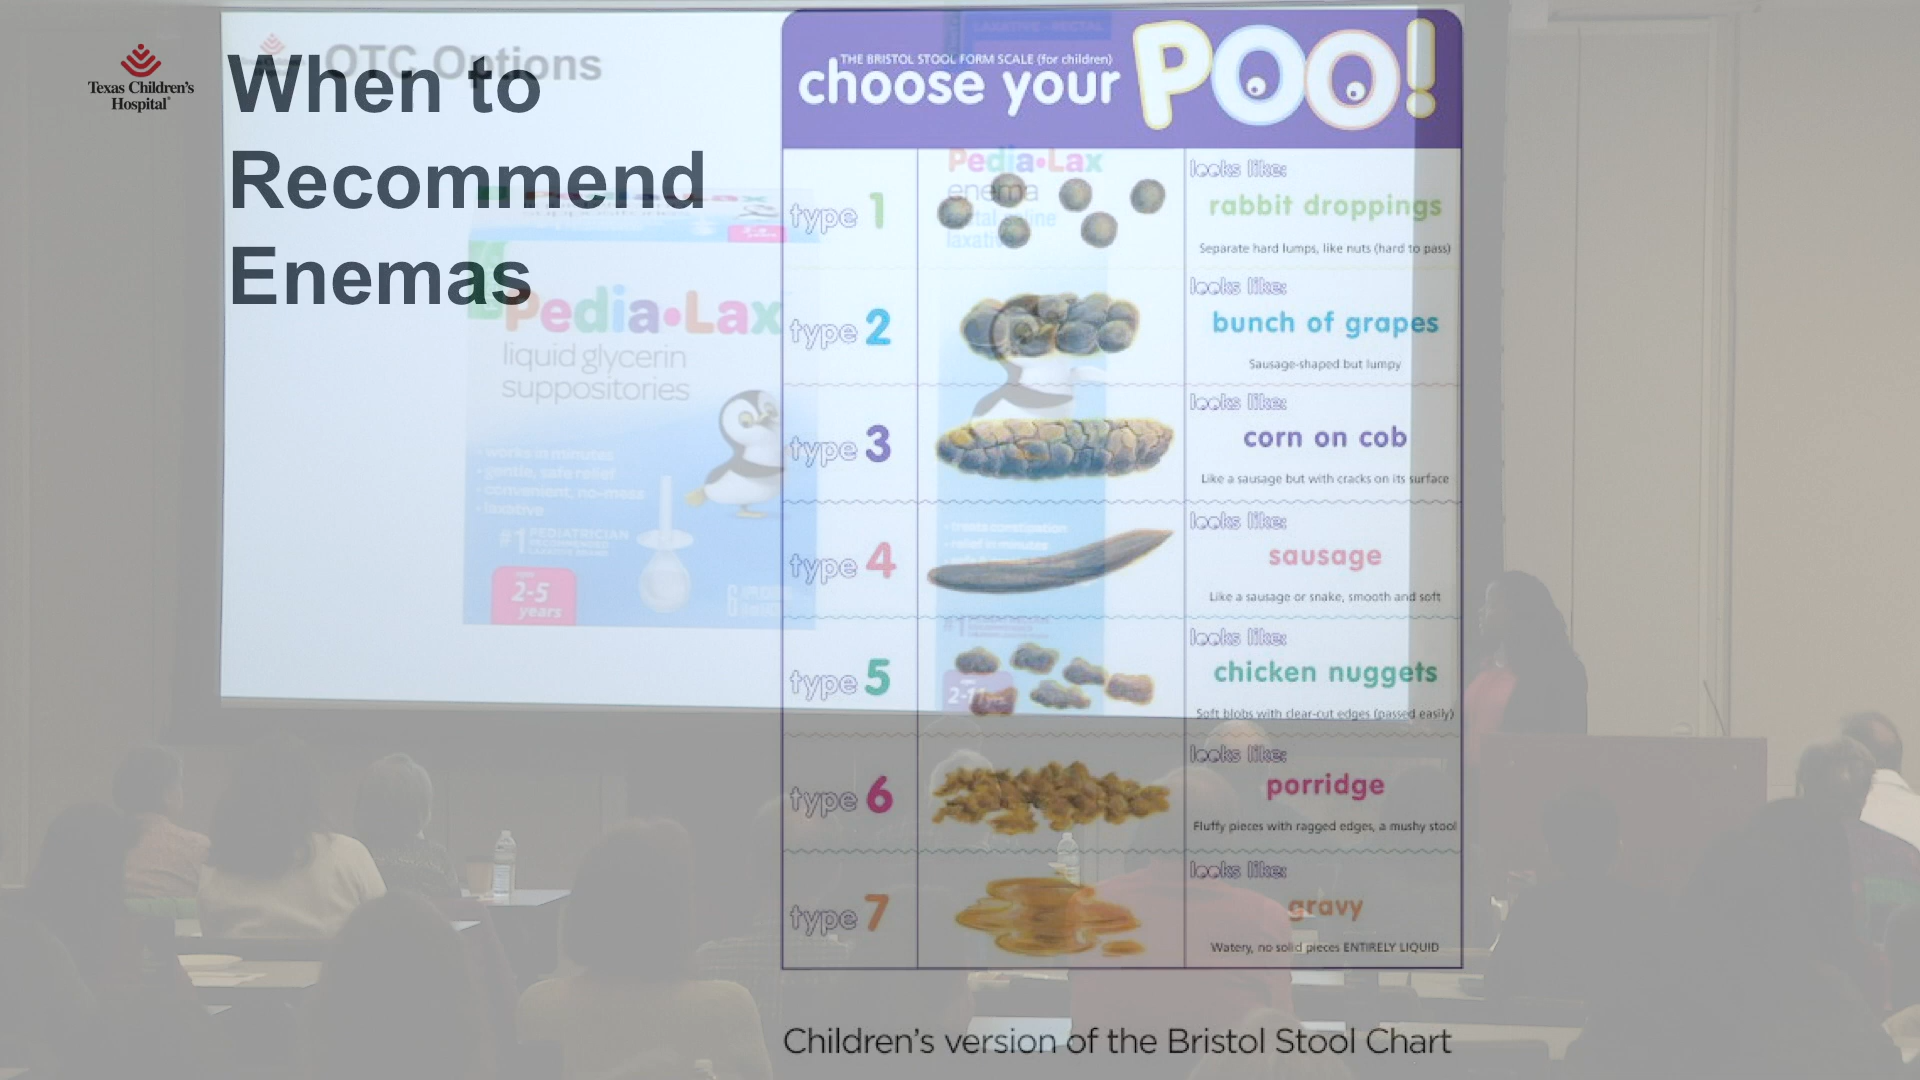 Texas Children's
Hospital
OTC Options
When to
Recommend
Enemas
Pedia•Lax
liquid glycerin
suppositories
• works in minutes
• gentle, safe relief
• convenient, no-mess
• laxative
#1 PEDIATRICIAN
RECOMMENDED
LAXATIVE BRAND
2-5
years
LAXATIVE - RECTAL
THE BRISTOL STOOL FORM SCALE (for children)
choose your POO!
Pedia•Lax
enema
laxative
type 1
looks like:
rabbit droppings
Separate hard lumps, like nuts (hard to pass)
type 2
looks like:
bunch of grapes
Sausage-shaped but lumpy
type 3
looks like:
corn on cob
Like a sausage but with cracks on its surface
type 4
looks like:
sausage
Like a sausage or snake, smooth and soft
• treats constipation
• relief in minutes
type 5
looks like:
chicken nuggets
Soft blobs with clear-cut edges (passed easily)
type 6
looks like:
porridge
Fluffy pieces with ragged edges, a mushy stool
type 7
looks like:
gravy
Watery, no solid pieces ENTIRELY LIQUID
Children's version of the Bristol Stool Chart